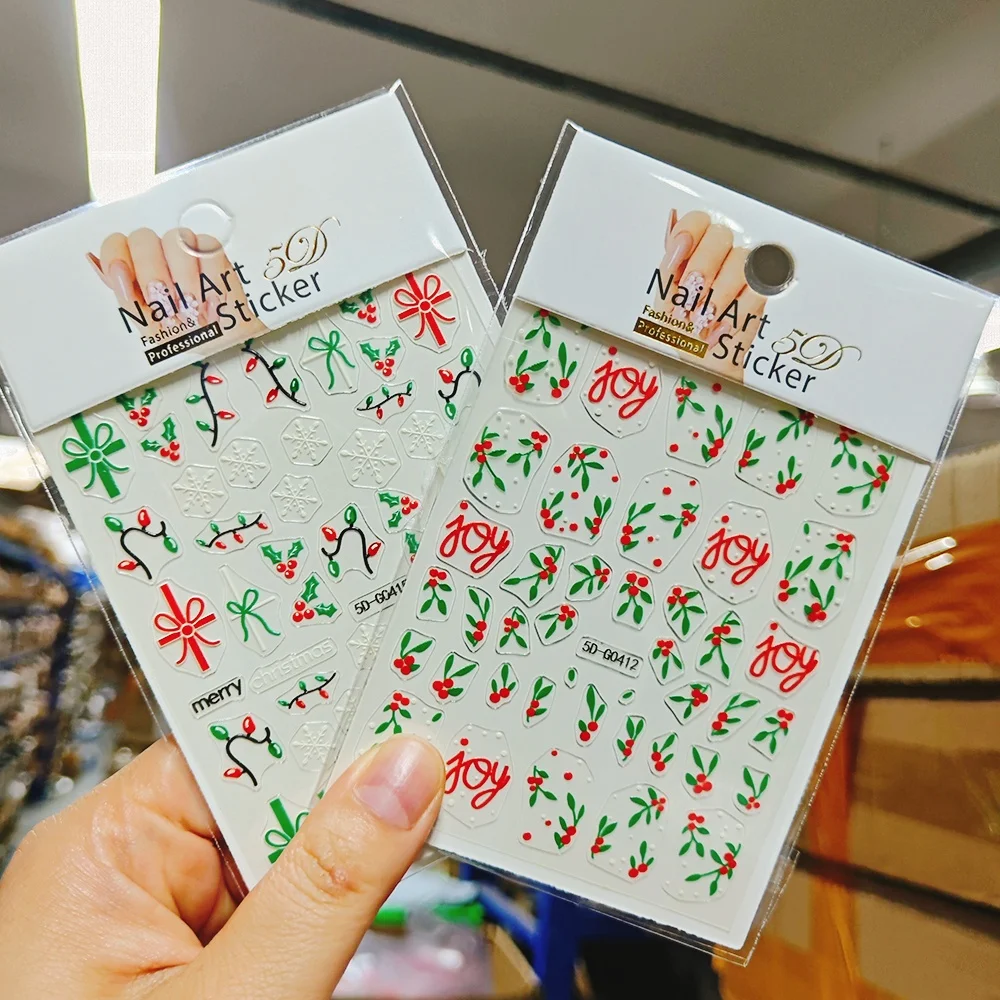 Nail Art
5D
Fashion&
Sticker
Professional
5D-G0415
merry
christmas
Nail Art
5D
Fashion&
Sticker
Professional
joy
joy
joy
5D-G0412
joy
joy